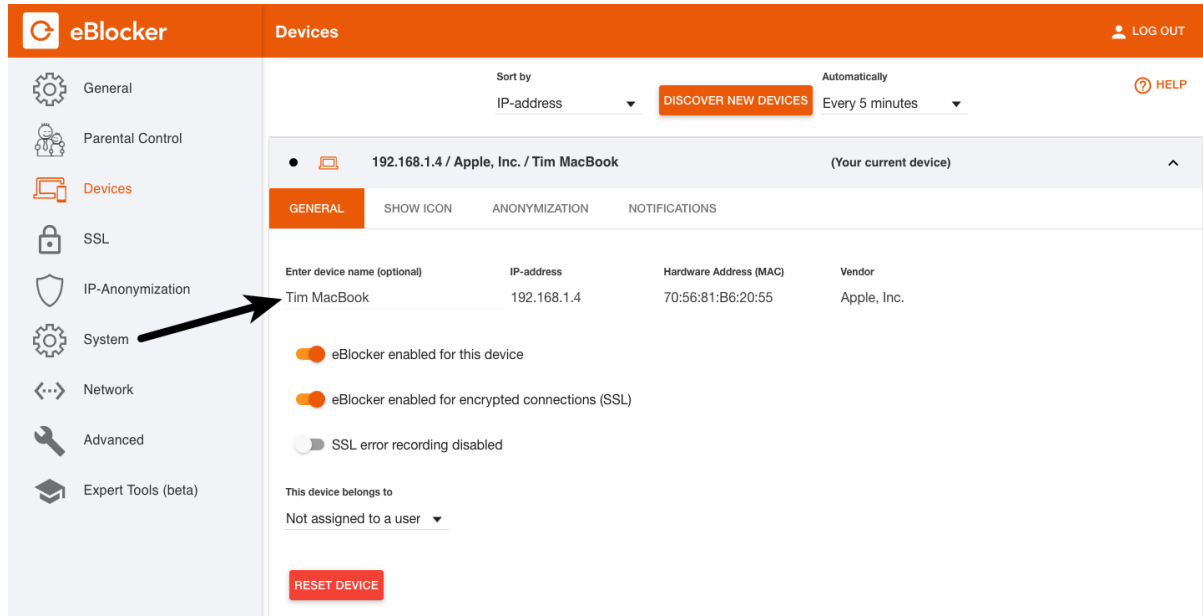 eBlocker
Devices
LOG OUT
General
Parental Control
Devices
SSL
IP-Anonymization
System
Network
Advanced
Expert Tools (beta)
Sort by
IP-address
DISCOVER NEW DEVICES
Automatically
Every 5 minutes
HELP
192.168.1.4 / Apple, Inc. / Tim MacBook (Your current device)
GENERAL SHOW ICON ANONYMIZATION NOTIFICATIONS
Enter device name (optional) IP-address Hardware Address (MAC) Vendor
Tim MacBook 192.168.1.4 70:56:81:B6:20:55 Apple, Inc.
eBlocker enabled for this device
eBlocker enabled for encrypted connections (SSL)
SSL error recording disabled
This device belongs to
Not assigned to a user
RESET DEVICE